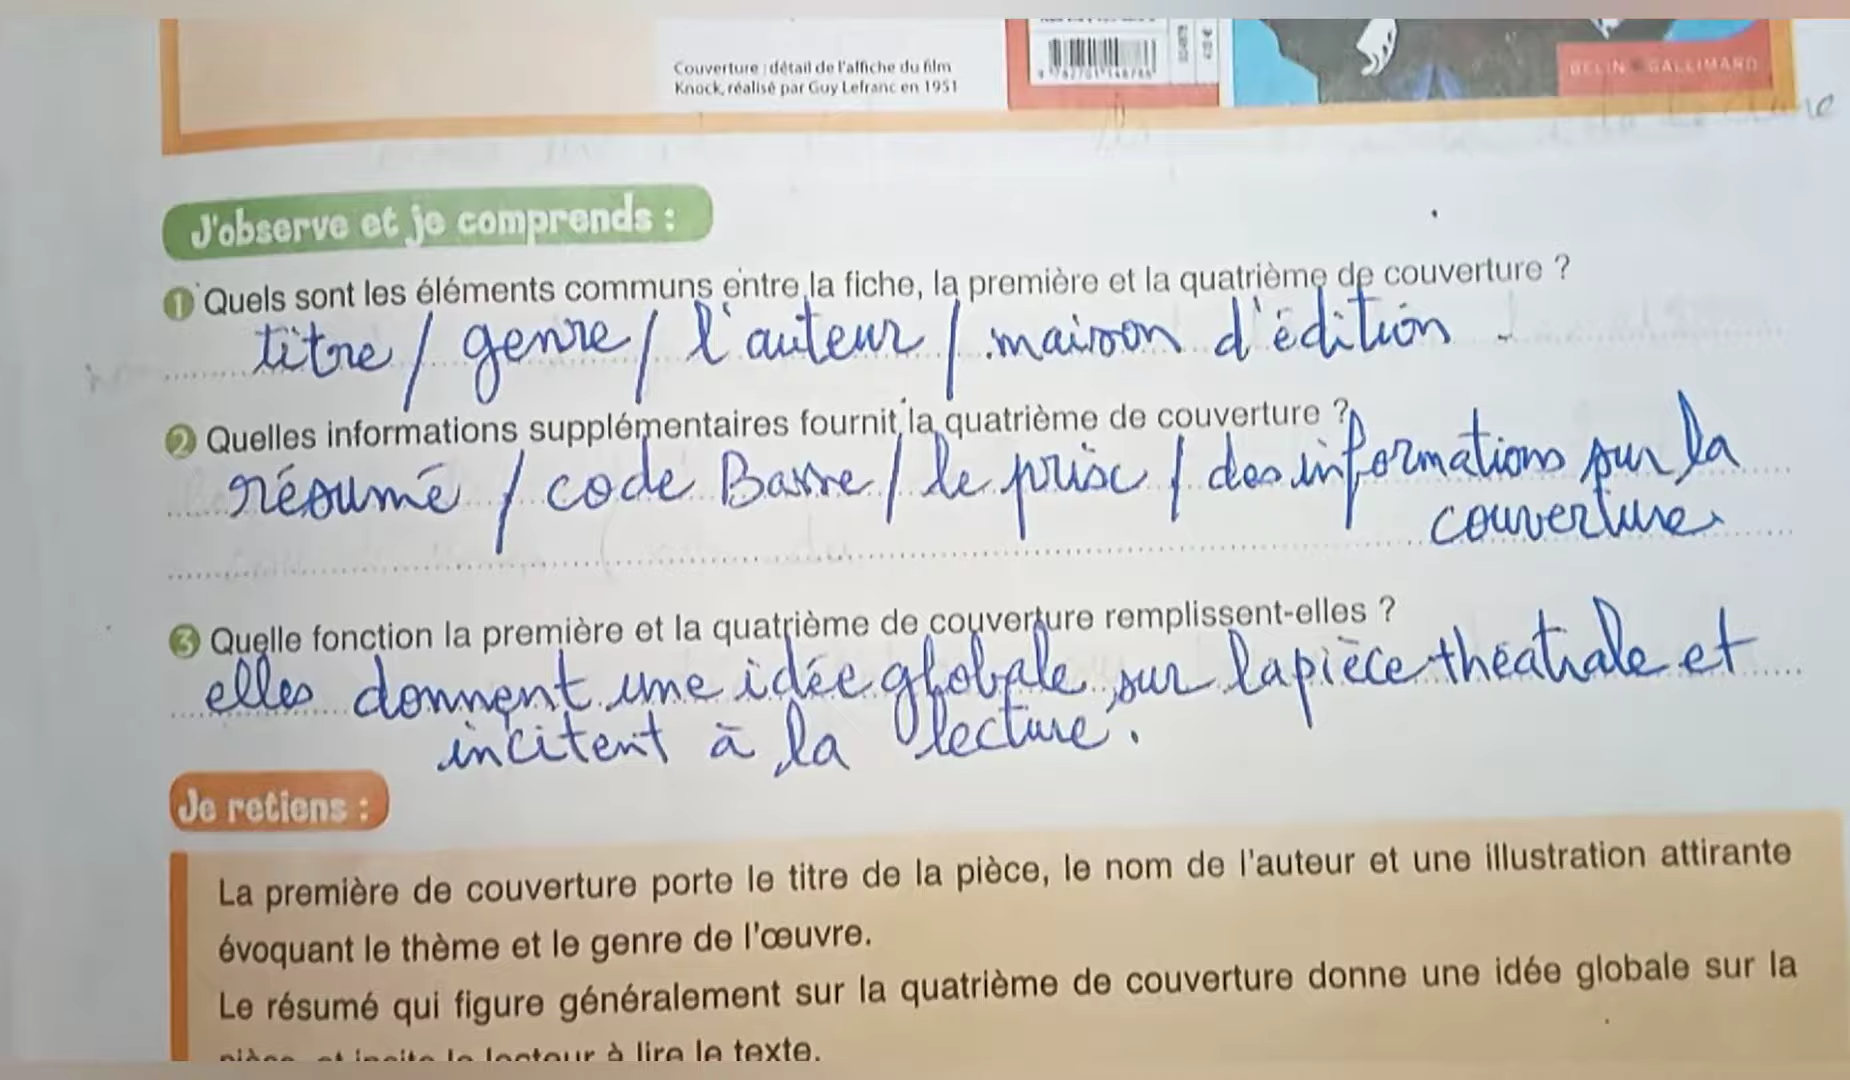 Couverture : détail de l'affiche du film
Knock, réalisé par Guy Lefranc en 1951
BELIN GALLIMARD
J'observe et je comprends :
1 Quels sont les éléments communs entre la fiche, la première et la quatrième de couverture ?
titre / genre / l'auteur / maison d'édition
2 Quelles informations supplémentaires fournit la quatrième de couverture ?
résumé / code Barre / le prix / des informations sur la
couverture
3 Quelle fonction la première et la quatrième de couverture remplissent-elles ?
elles donnent une idée globale sur la pièce théatrale et
incitent à la lecture.
Je retiens :
La première de couverture porte le titre de la pièce, le nom de l'auteur et une illustration attirante
évoquant le thème et le genre de l'œuvre.
Le résumé qui figure généralement sur la quatrième de couverture donne une idée globale sur la
pièce et incite le lecteur à lire le texte.